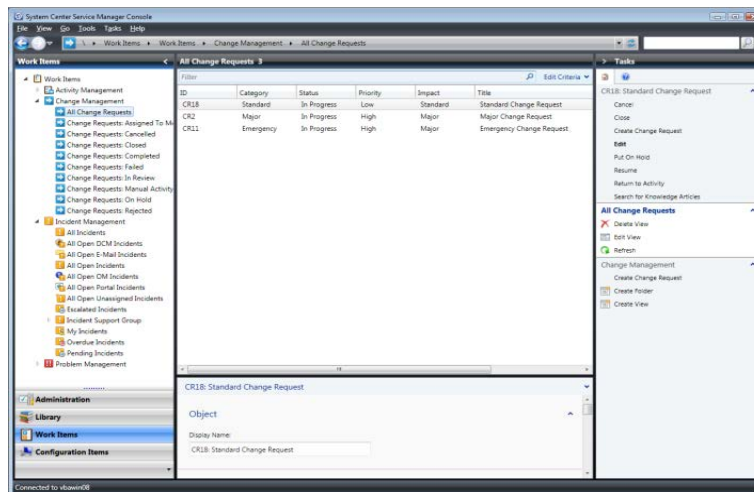 System Center Service Manager Console
File View Go Tools Tasks Help
\ Work Items Work Items Change Management All Change Requests
Work Items
Work Items
Activity Management
Change Management
All Change Requests
Change Requests: Assigned To Me
Change Requests: Cancelled
Change Requests: Closed
Change Requests: Completed
Change Requests: Failed
Change Requests: In Review
Change Requests: Manual Activity
Change Requests: On Hold
Change Requests: Rejected
Incident Management
All Incidents
All Open DCM Incidents
All Open E-Mail Incidents
All Open Incidents
All Open OM Incidents
All Open Portal Incidents
All Open Unassigned Incidents
Escalated Incidents
Incident Support Group
My Incidents
Overdue Incidents
Pending Incidents
Problem Management
Administration
Library
Work Items
Configuration Items
Connected to vbawin08
All Change Requests 3
Filter Edit Criteria
ID Category Status Priority Impact Title
CR18 Standard In Progress Low Standard Standard Change Request
CR2 Major In Progress High Major Major Change Request
CR11 Emergency In Progress High Major Emergency Change Request
CR18: Standard Change Request
Object
Display Name:
CR18: Standard Change Request
Tasks
CR18: Standard Change Request
Cancel
Close
Create Change Request
Edit
Put On Hold
Resume
Return to Activity
Search for Knowledge Articles
All Change Requests
Delete View
Edit View
Refresh
Change Management
Create Change Request
Create Folder
Create View